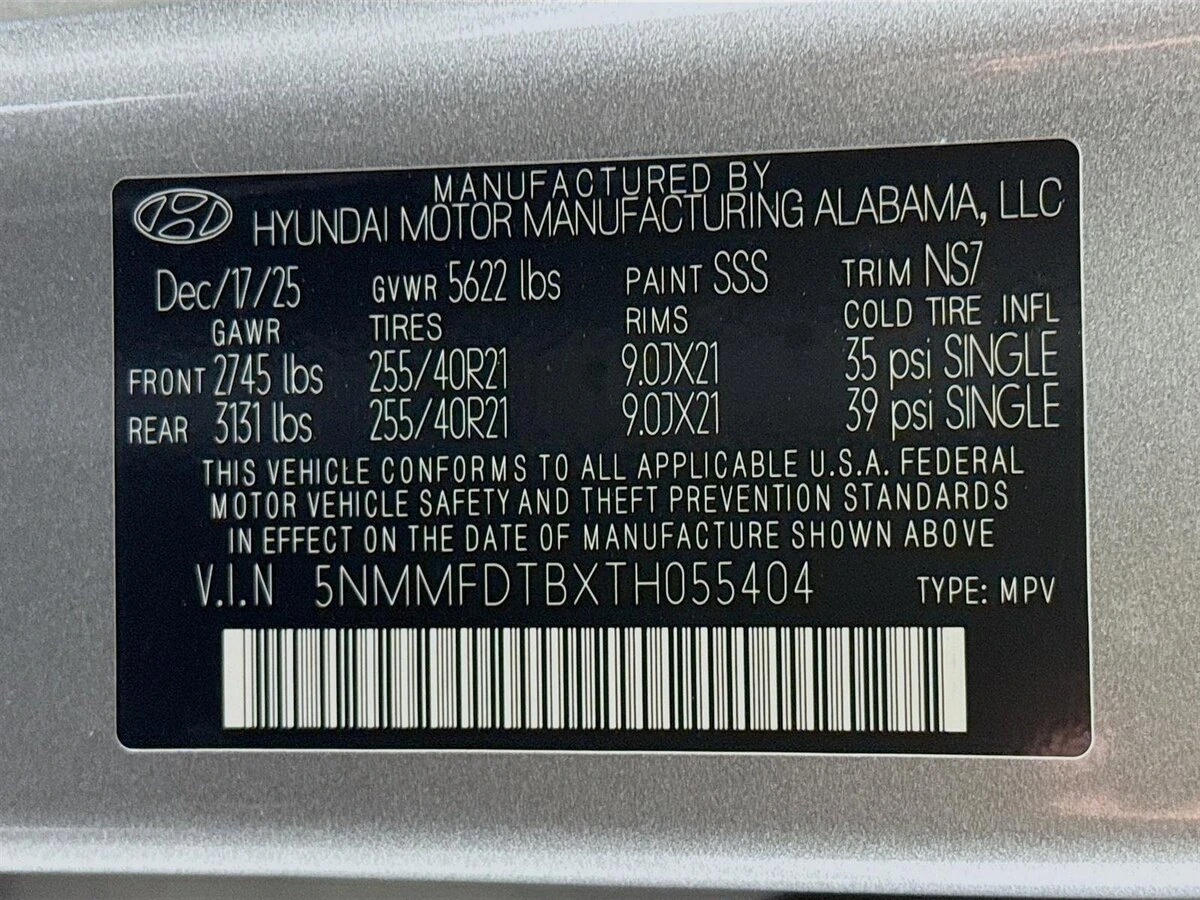 MANUFACTURED BY
HYUNDAI MOTOR MANUFACTURING ALABAMA, LLC
Dec/17/25 GVWR 5622 lbs PAINT SSS TRIM NS7
GAWR TIRES RIMS COLD TIRE INFL
FRONT 2745 lbs 255/40R21 9.0JX21 35 psi SINGLE
REAR 3131 lbs 255/40R21 9.0JX21 39 psi SINGLE
THIS VEHICLE CONFORMS TO ALL APPLICABLE U.S.A. FEDERAL
MOTOR VEHICLE SAFETY AND THEFT PREVENTION STANDARDS
IN EFFECT ON THE DATE OF MANUFACTURE SHOWN ABOVE
V.I.N 5NMMFDTBXTH055404 TYPE: MPV